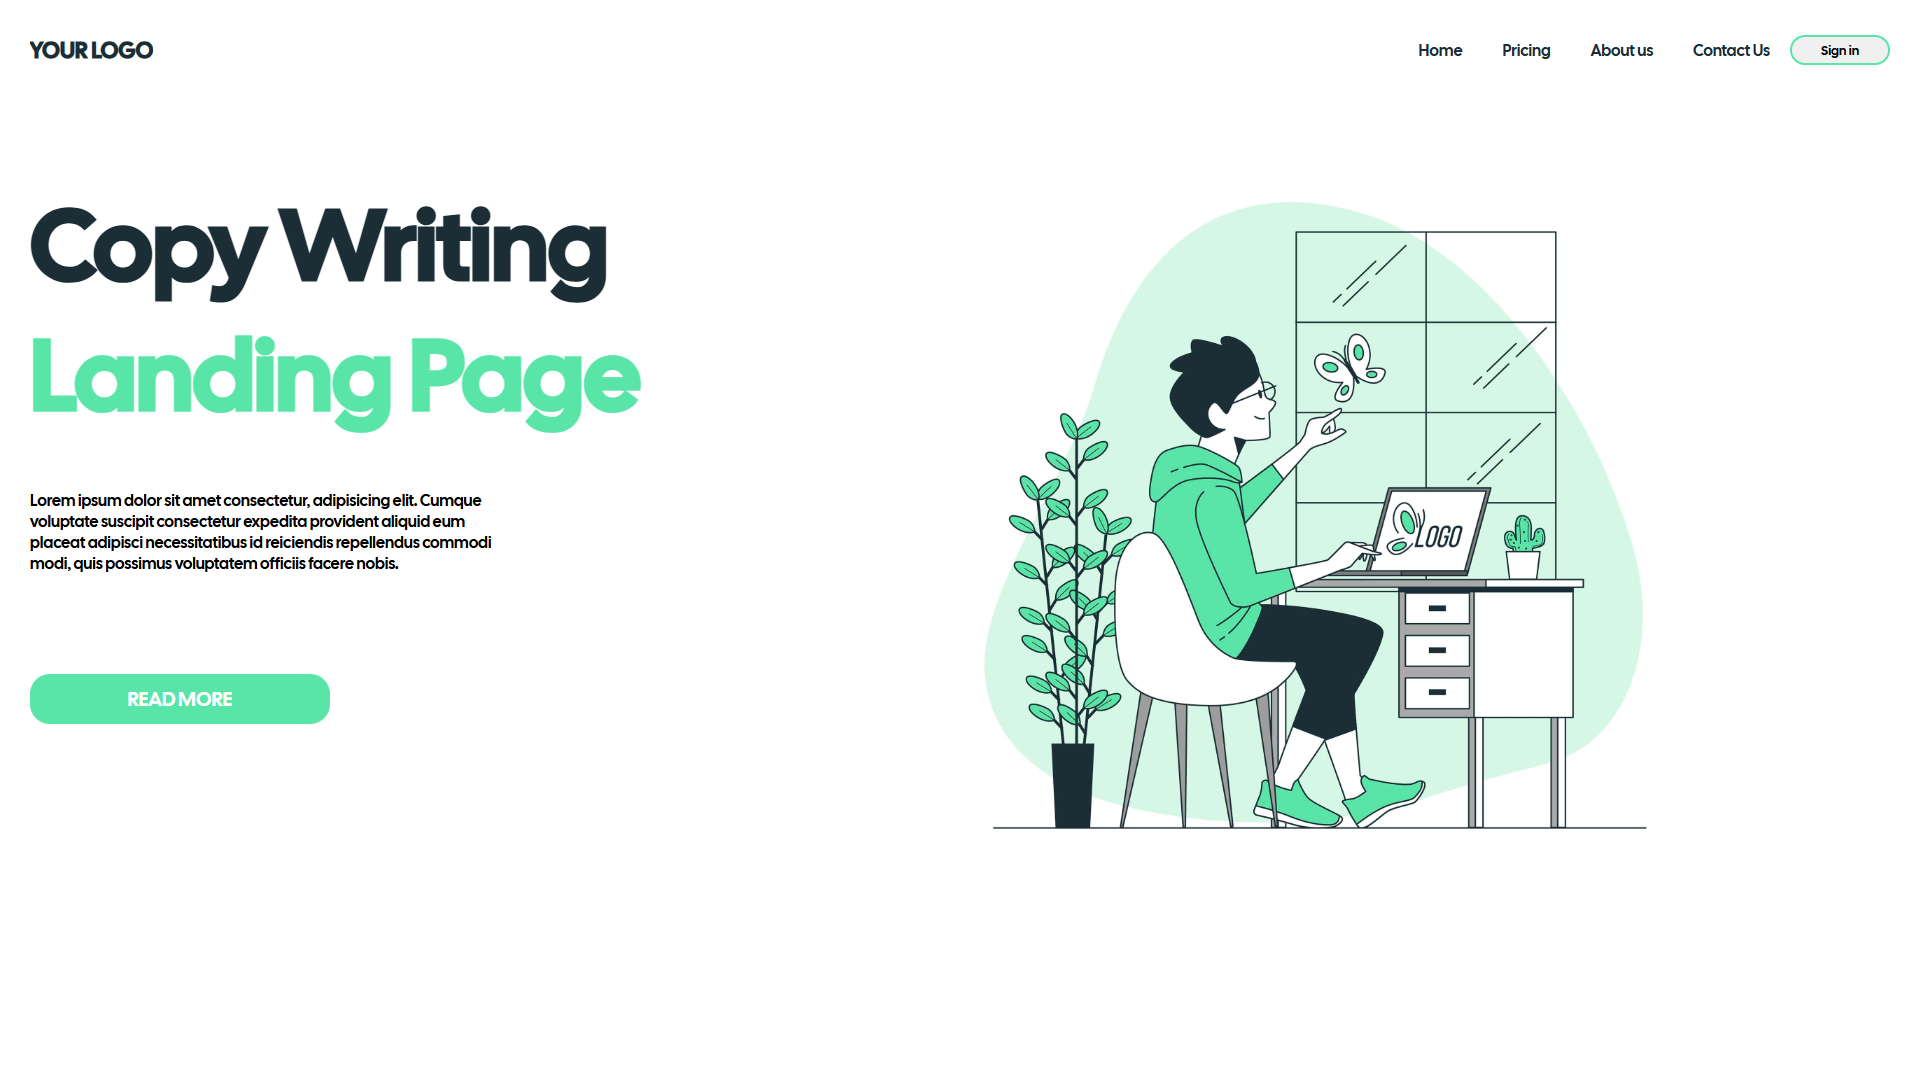 YOUR LOGO
Home Pricing About us Contact Us Sign in
Copy Writing
Landing Page
Lorem ipsum dolor sit amet consectetur, adipisicing elit. Cumque
voluptate suscipit consectetur expedita provident aliquid eum
placeat adipisci necessitatibus id reiciendis repellendus commodi
modi, quis possimus voluptatem officiis facere nobis.
READ MORE
LOGO